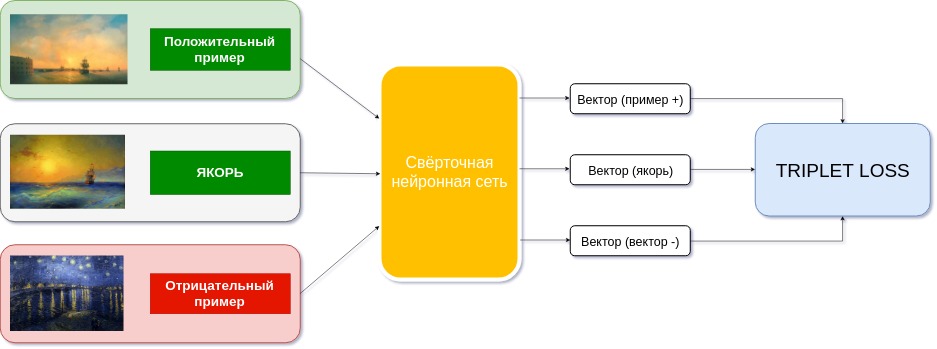 Положительный
пример
ЯКОРЬ
Отрицательный
пример
Свёрточная
нейронная сеть
Вектор (пример +)
Вектор (якорь)
Вектор (вектор -)
TRIPLET LOSS